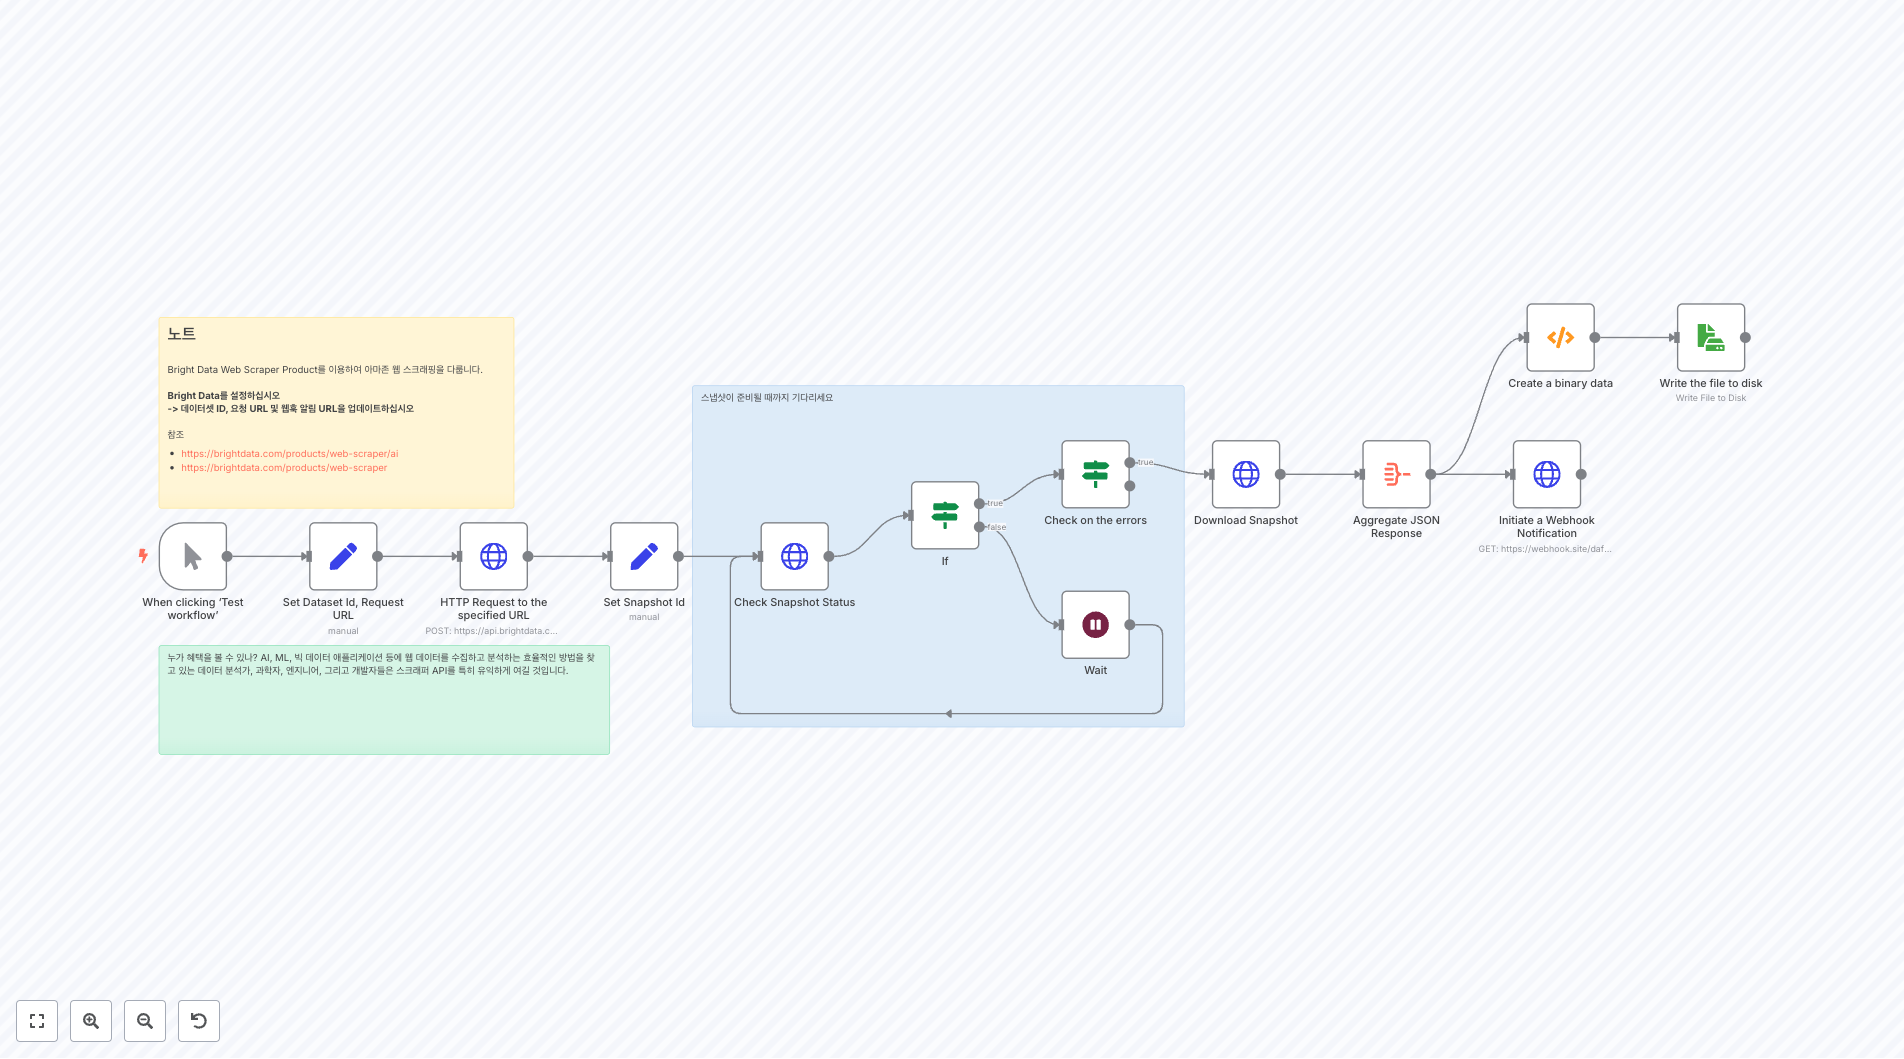 노트
Bright Data Web Scraper Product를 이용하여 아마존 웹 스크래핑을 다룹니다.
Bright Data를 설정하십시오
-> 데이터셋 ID, 요청 URL 및 웹훅 알림 URL을 업데이트하십시오
참조
https://brightdata.com/products/web-scraper/ai
https://brightdata.com/products/web-scraper
When clicking ‘Test
workflow’
Set Dataset Id, Request
URL
manual
HTTP Request to the
specified URL
POST: https://api.brightdata.c...
Set Snapshot Id
manual
누가 혜택을 볼 수 있나? AI, ML, 빅 데이터 애플리케이션 등에 웹 데이터를 수집하고 분석하는 효율적인 방법을 찾
고 있는 데이터 분석가, 과학자, 엔지니어, 그리고 개발자들은 스크래퍼 API를 특히 유익하게 여길 것입니다.
스냅샷이 준비될 때까지 기다리세요
Check Snapshot Status
If
true
false
Check on the errors
true
Wait
Download Snapshot
Aggregate JSON
Response
Create a binary data
Write the file to disk
Write File to Disk
Initiate a Webhook
Notification
GET: https://webhook.site/daf...